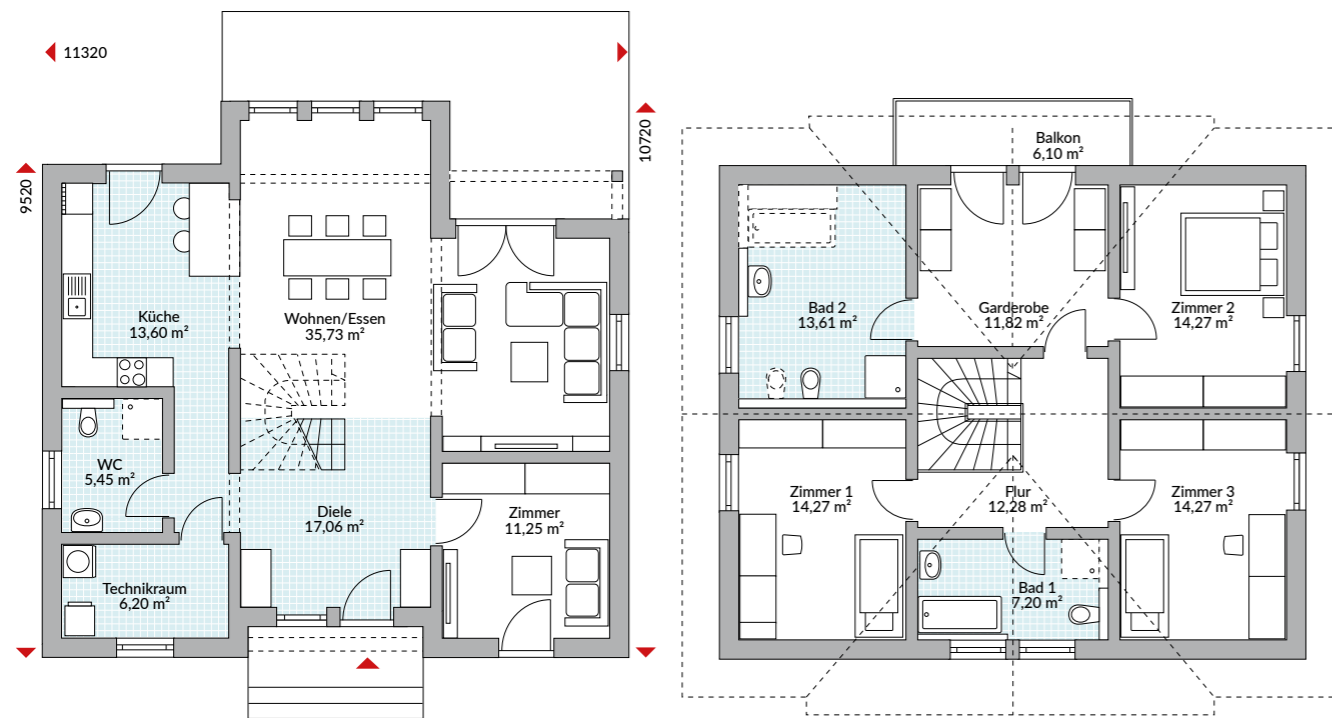 11320
9520
10720
Küche
13,60 m²
Wohnen/Essen
35,73 m²
WC
5,45 m²
Diele
17,06 m²
Zimmer
11,25 m²
Technikraum
6,20 m²
Balkon
6,10 m²
Bad 2
13,61 m²
Garderobe
11,82 m²
Zimmer 2
14,27 m²
Zimmer 1
14,27 m²
Flur
12,28 m²
Zimmer 3
14,27 m²
Bad 1
7,20 m²